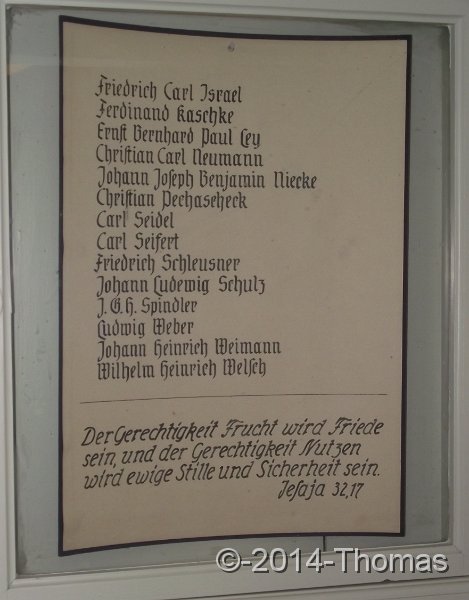 Friedrich Carl Israel
Ferdinand Kaschke
Ernst Bernhard Paul Ley
Christian Carl Neumann
Johann Joseph Benjamin Niecke
Christian Pechaseheck
Carl Seidel
Carl Seifert
Friedrich Schleusner
Johann Ludewig Schulz
J.G.H. Spindler
Ludwig Weber
Johann Heinrich Weimann
Wilhelm Heinrich Welsch
Der Gerechtigkeit Frucht wird Friede
sein, und der Gerechtigkeit Nutzen
wird ewige Stille und Sicherheit sein.
Jesaja 32,17
©-2014-Thomas